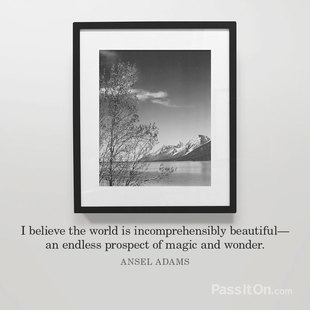 I believe the world is incomprehensibly beautiful—
an endless prospect of magic and wonder.
ANSEL ADAMS
PassItOn.com